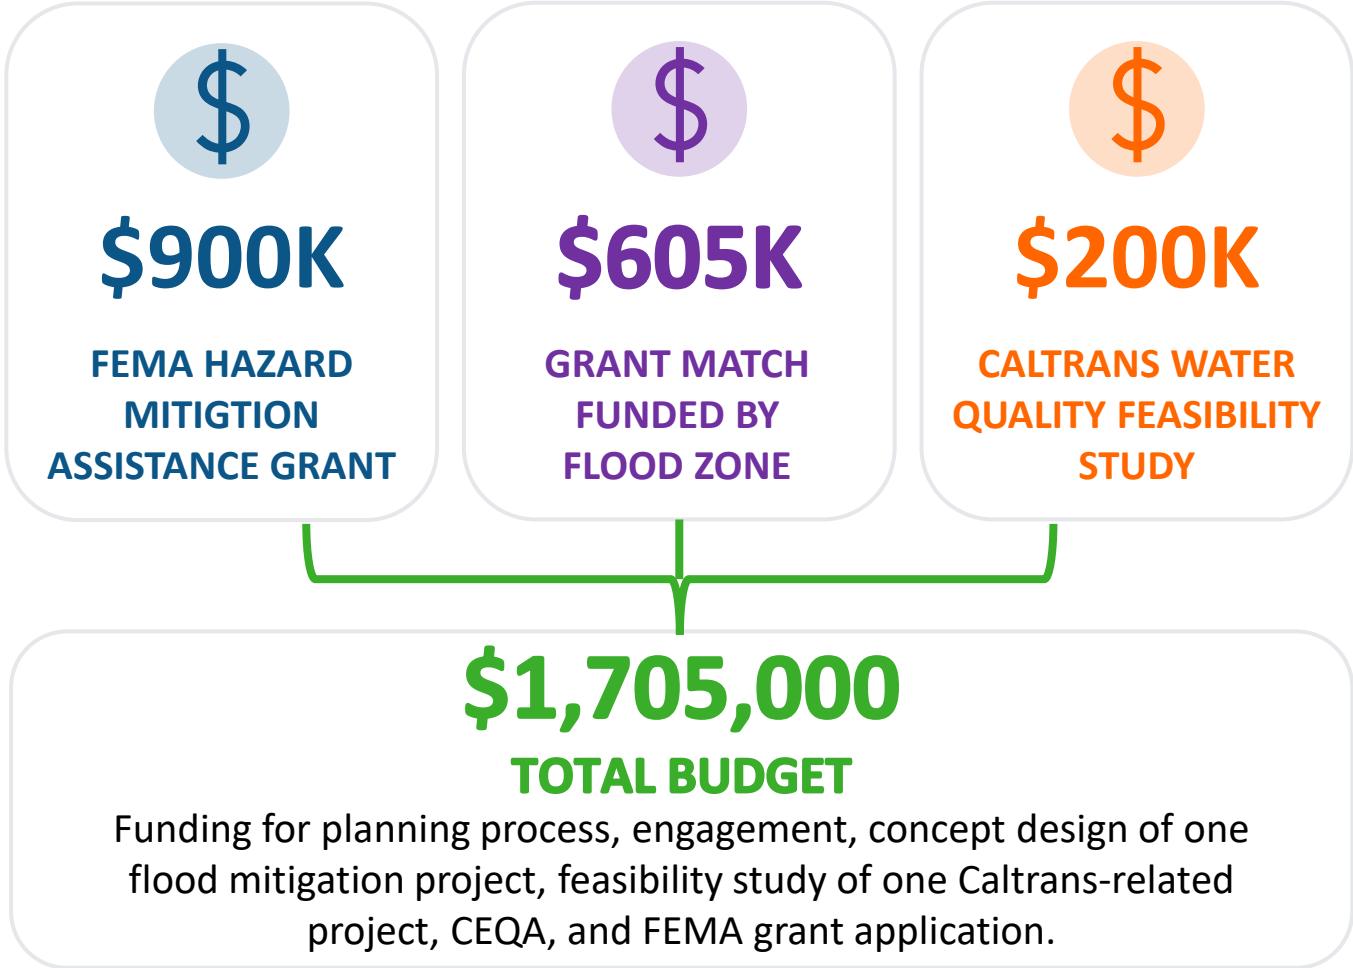 $
$
$
$900K
$605K
$200K
FEMA HAZARD
MITIGTION
ASSISTANCE GRANT
GRANT MATCH
FUNDED BY
FLOOD ZONE
CALTRANS WATER
QUALITY FEASIBILITY
STUDY
$1,705,000
TOTAL BUDGET
Funding for planning process, engagement, concept design of one
flood mitigation project, feasibility study of one Caltrans-related
project, CEQA, and FEMA grant application.